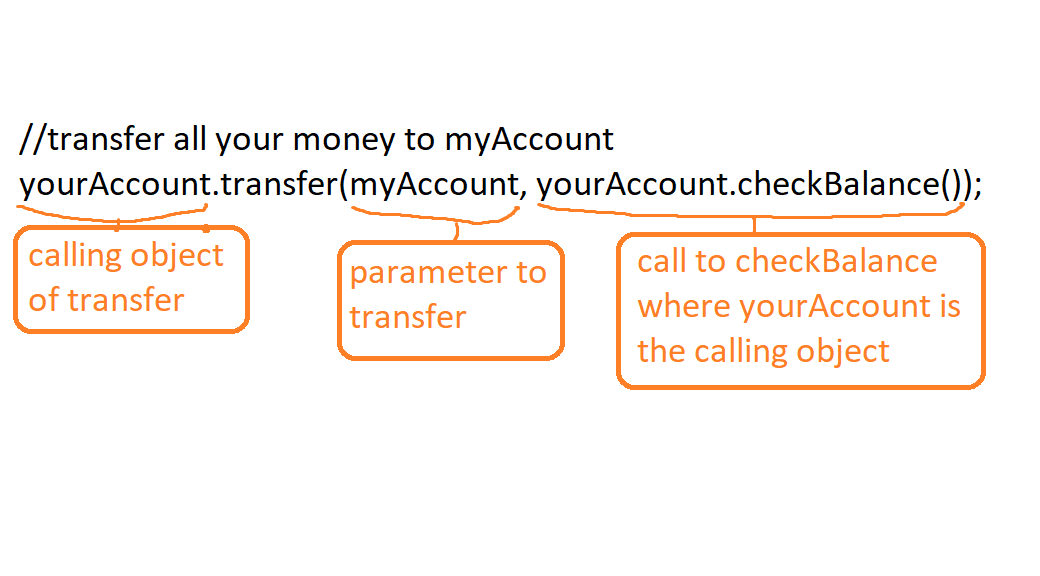 //transfer all your money to myAccount
yourAccount.transfer(myAccount, yourAccount.checkBalance());
calling object
of transfer
parameter to
transfer
call to checkBalance
where yourAccount is
the calling object